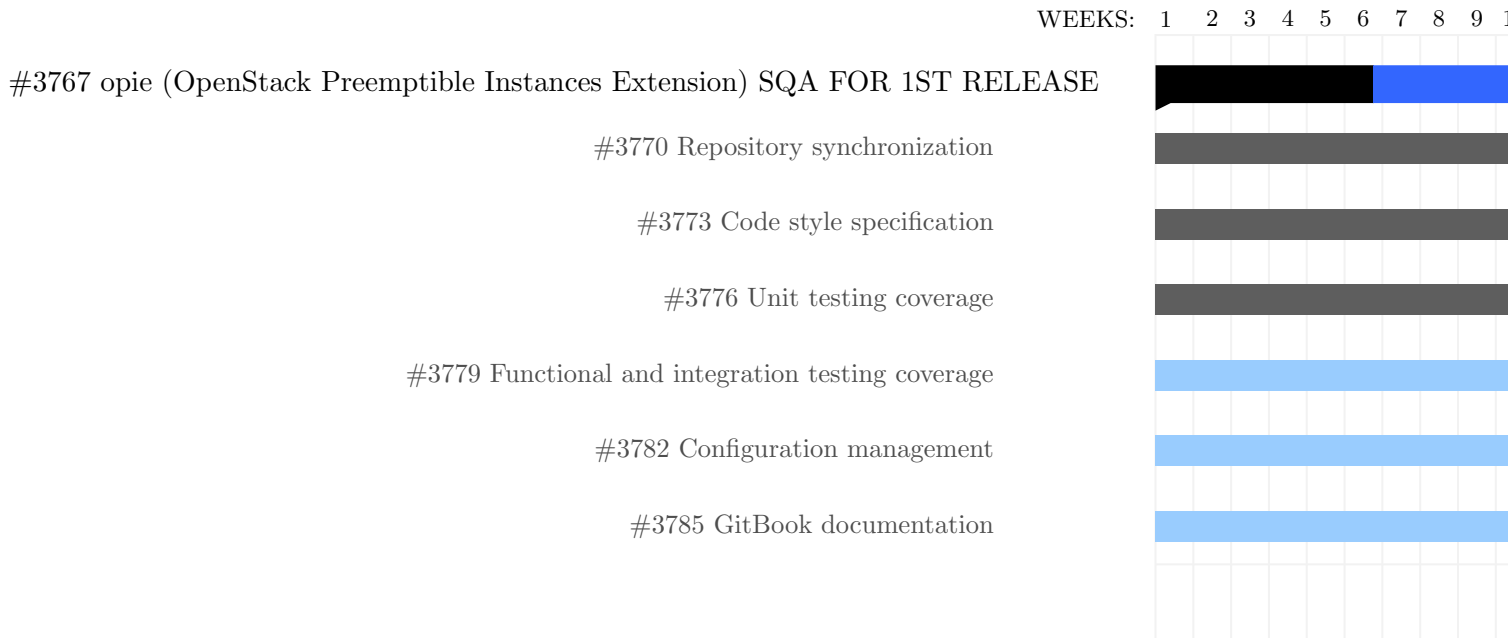 WEEKS: 1 2 3 4 5 6 7 8 9
#3767 opie (OpenStack Preemptible Instances Extension) SQA FOR 1ST RELEASE
#3770 Repository synchronization
#3773 Code style specification
#3776 Unit testing coverage
#3779 Functional and integration testing coverage
#3782 Configuration management
#3785 GitBook documentation